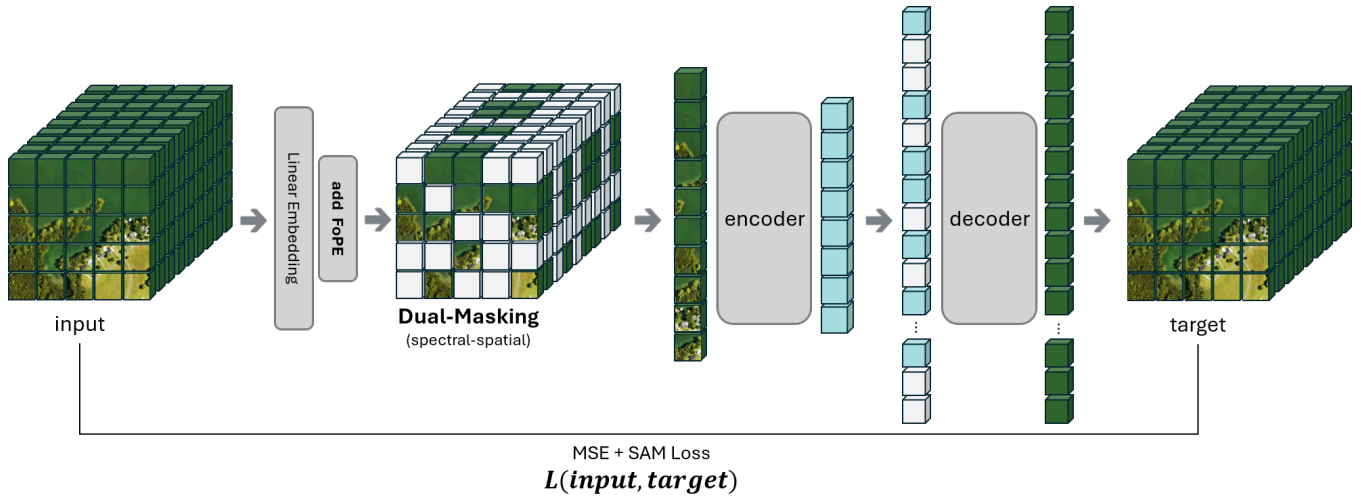 input
Linear Embedding
add FoPE
Dual-Masking
(spectral-spatial)
encoder
decoder
target
MSE + SAM Loss
L(input, target)